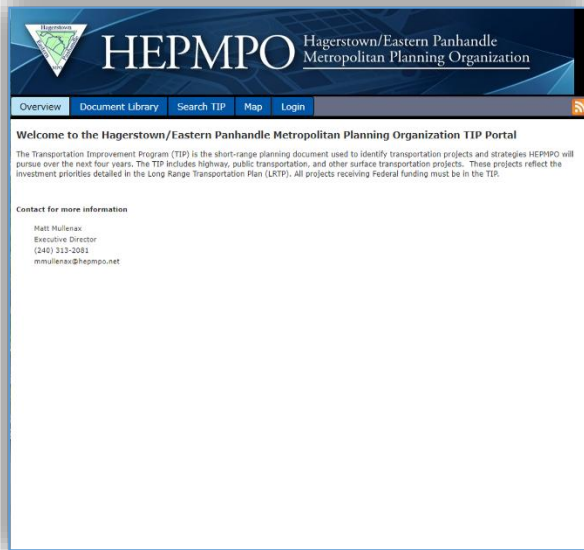 Hagerstown
HEPMPO
Hagerstown/Eastern Panhandle
Metropolitan Planning Organization
Overview Document Library Search TIP Map Login
Welcome to the Hagerstown/Eastern Panhandle Metropolitan Planning Organization TIP Portal
The Transportation Improvement Program (TIP) is the short-range planning document used to identify transportation projects and strategies HEPMPO will
pursue over the next four years. The TIP includes highway, public transportation, and other surface transportation projects. These projects reflect the
investment priorities detailed in the Long Range Transportation Plan (LRTP). All projects receiving Federal funding must be in the TIP.
Contact for more information
Matt Mullenax
Executive Director
(240) 313-2081
mmullenax@hepmpo.net